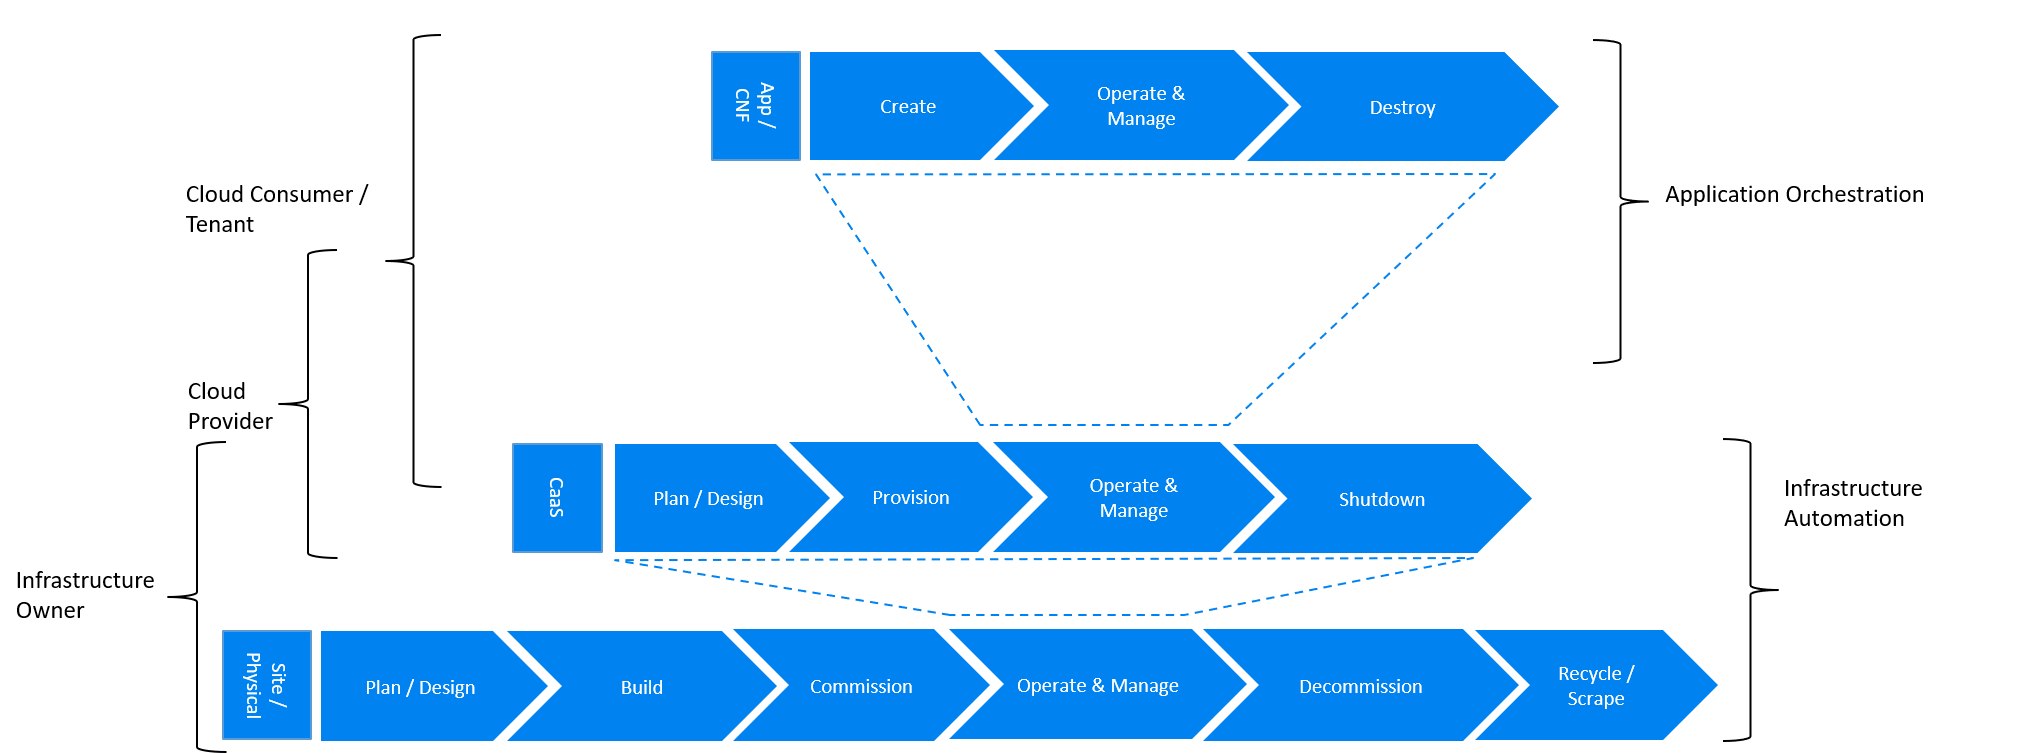 App /
CNF
Create
Operate &
Manage
Destroy
Cloud Consumer /
Tenant
Application Orchestration
Cloud
Provider
CaaS
Plan / Design
Provision
Operate &
Manage
Shutdown
Infrastructure
Automation
Infrastructure
Owner
Site /
Physical
Plan / Design
Build
Commission
Operate & Manage
Decommission
Recycle /
Scrape